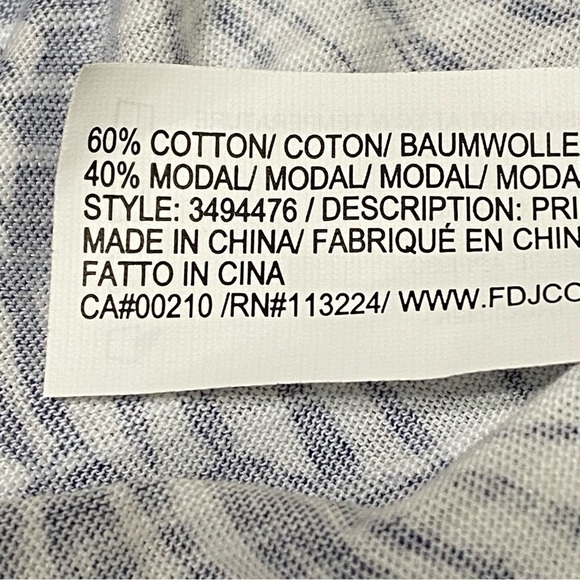 60% COTTON/ COTON/ BAUMWOLLE
40% MODAL/ MODAL/ MODAL/ MODA
STYLE: 3494476 / DESCRIPTION: PRI
MADE IN CHINA/ FABRIQUÉ EN CHIN
FATTO IN CINA
CA#00210 /RN#113224/ WWW.FDJCO